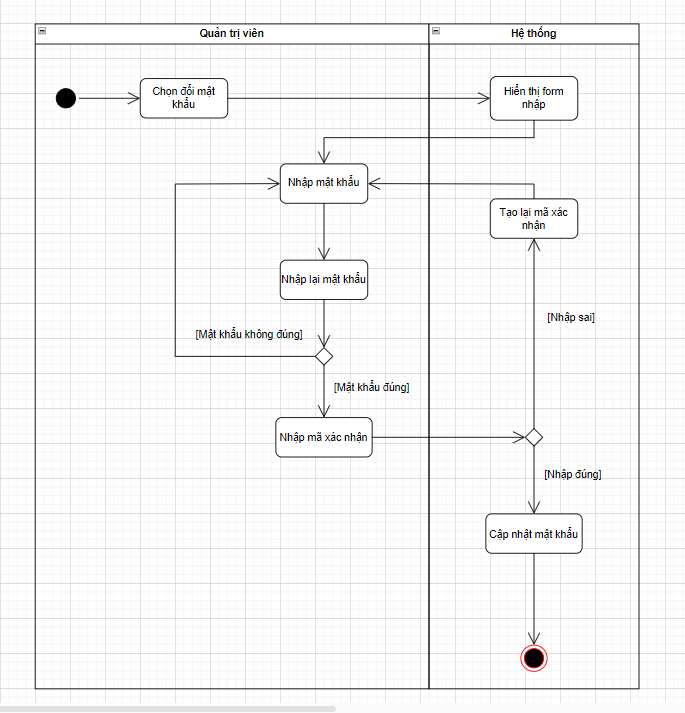 Quản trị viên
Hệ thống
Chọn đổi mật
khẩu
Hiển thị form
nhập
Nhập mật khẩu
Tạo lại mã xác
nhận
Nhập lại mật khẩu
[Nhập sai]
[Mật khẩu không đúng]
[Mật khẩu đúng]
Nhập mã xác nhận
[Nhập đúng]
Cập nhật mật khẩu